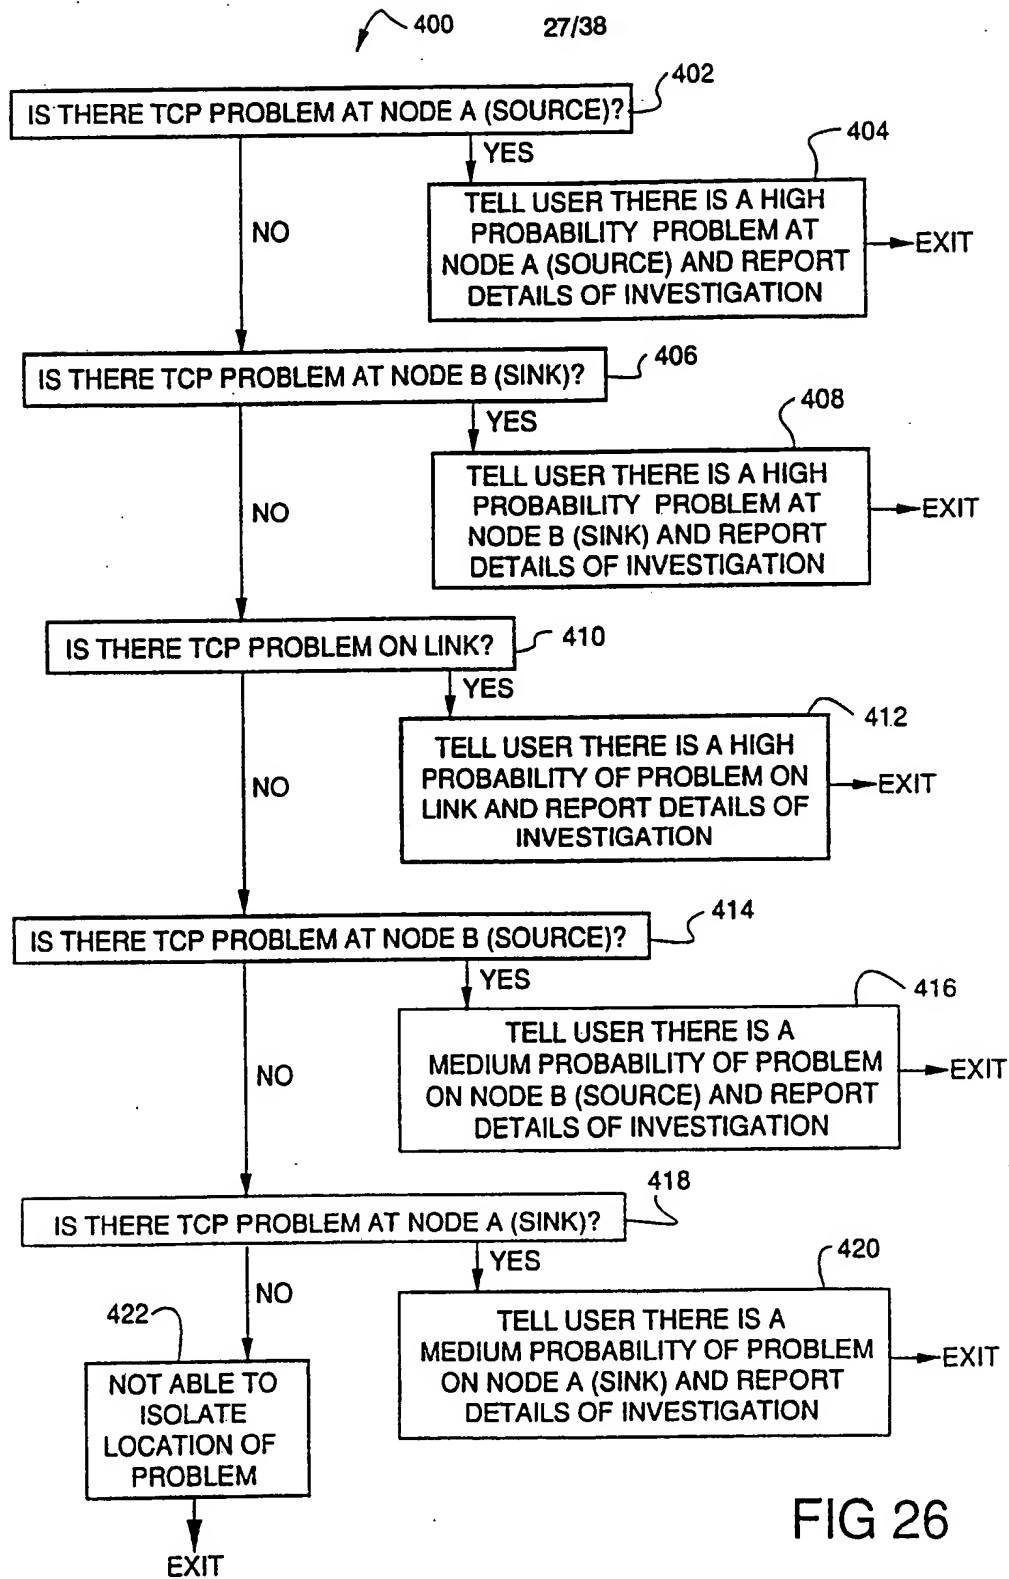 400
27/38
402
IS THERE TCP PROBLEM AT NODE A (SOURCE)?
YES
404
TELL USER THERE IS A HIGH
PROBABILITY PROBLEM AT
NODE A (SOURCE) AND REPORT
DETAILS OF INVESTIGATION
EXIT
NO
406
IS THERE TCP PROBLEM AT NODE B (SINK)?
YES
408
TELL USER THERE IS A HIGH
PROBABILITY PROBLEM AT
NODE B (SINK) AND REPORT
DETAILS OF INVESTIGATION
EXIT
NO
410
IS THERE TCP PROBLEM ON LINK?
YES
412
TELL USER THERE IS A HIGH
PROBABILITY OF PROBLEM ON
LINK AND REPORT DETAILS OF
INVESTIGATION
EXIT
NO
414
IS THERE TCP PROBLEM AT NODE B (SOURCE)?
YES
416
TELL USER THERE IS A
MEDIUM PROBABILITY OF PROBLEM
ON NODE B (SOURCE) AND REPORT
DETAILS OF INVESTIGATION
EXIT
NO
418
IS THERE TCP PROBLEM AT NODE A (SINK)?
YES
420
TELL USER THERE IS A
MEDIUM PROBABILITY OF PROBLEM
ON NODE A (SINK) AND REPORT
DETAILS OF INVESTIGATION
EXIT
NO
422
NOT ABLE TO
ISOLATE
LOCATION OF
PROBLEM
EXIT
FIG 26